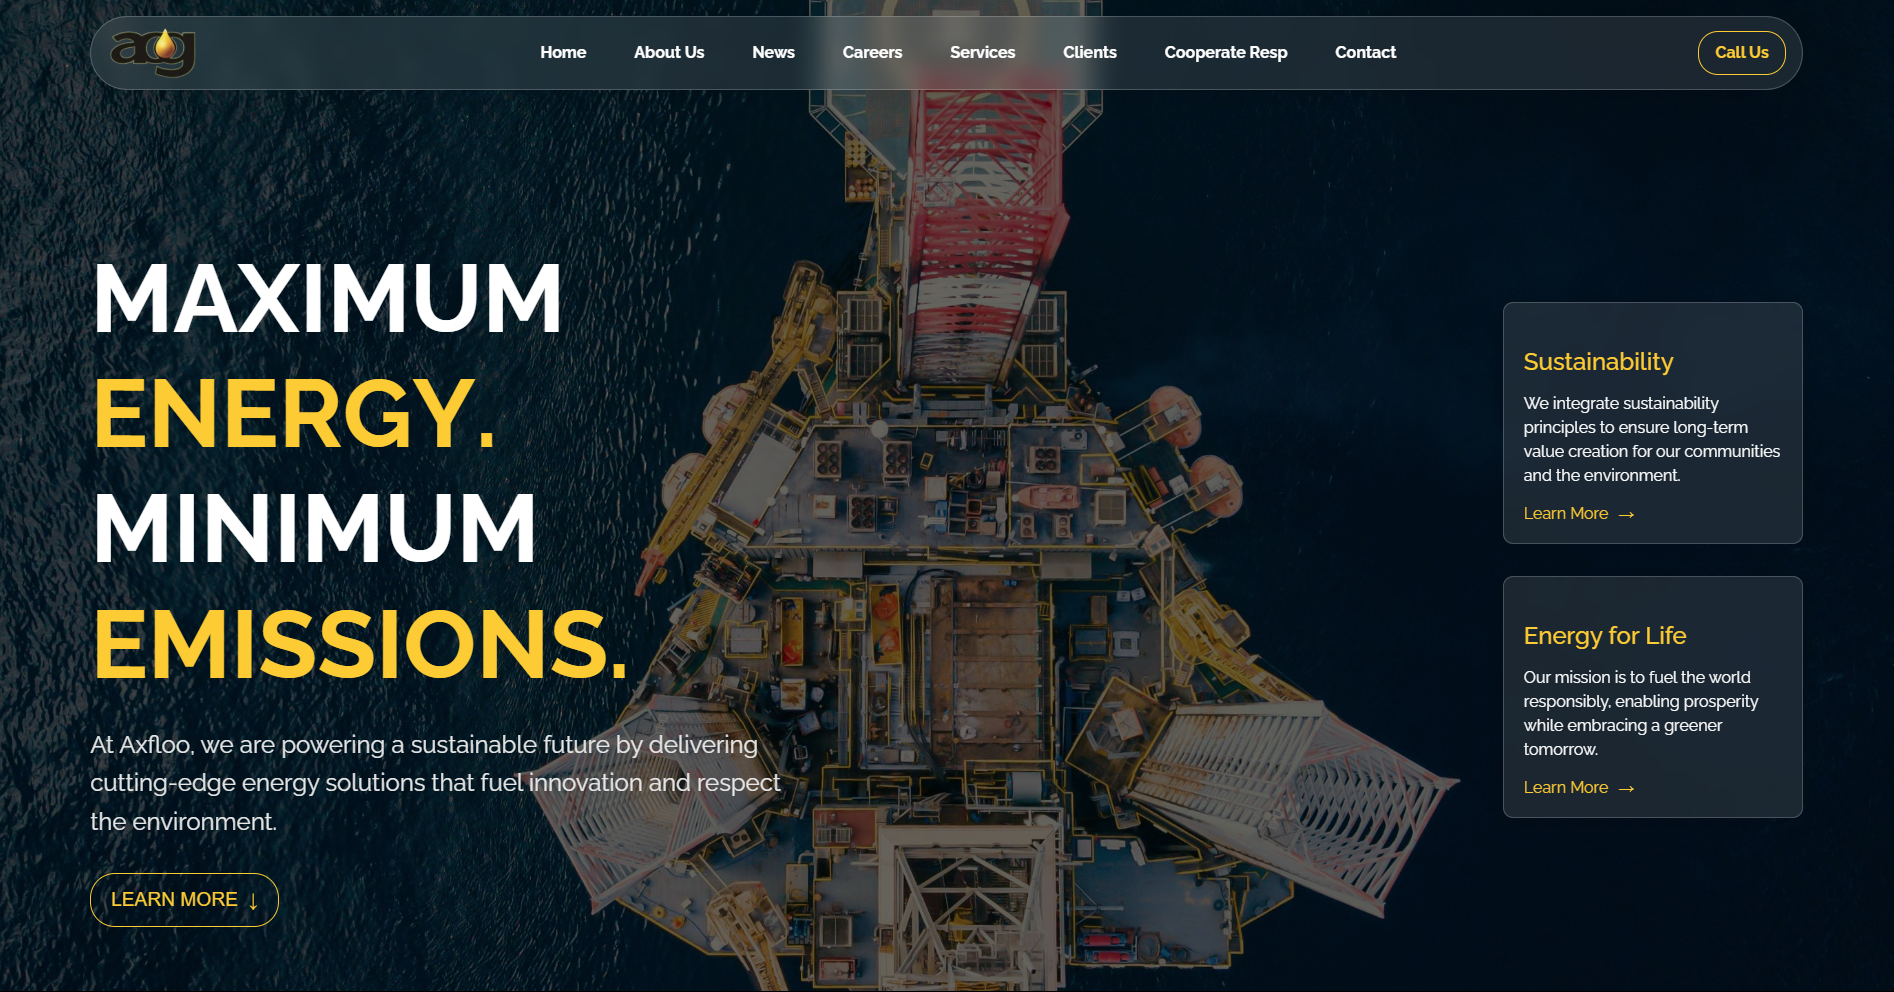 acg
Home About Us News Careers Services Clients Cooperate Resp Contact Call Us
MAXIMUM
ENERGY.
MINIMUM
EMISSIONS.
At Axfloo, we are powering a sustainable future by delivering
cutting-edge energy solutions that fuel innovation and respect
the environment.
LEARN MORE ↓
Sustainability
We integrate sustainability
principles to ensure long-term
value creation for our communities
and the environment.
Learn More →
Energy for Life
Our mission is to fuel the world
responsibly, enabling prosperity
while embracing a greener
tomorrow.
Learn More →